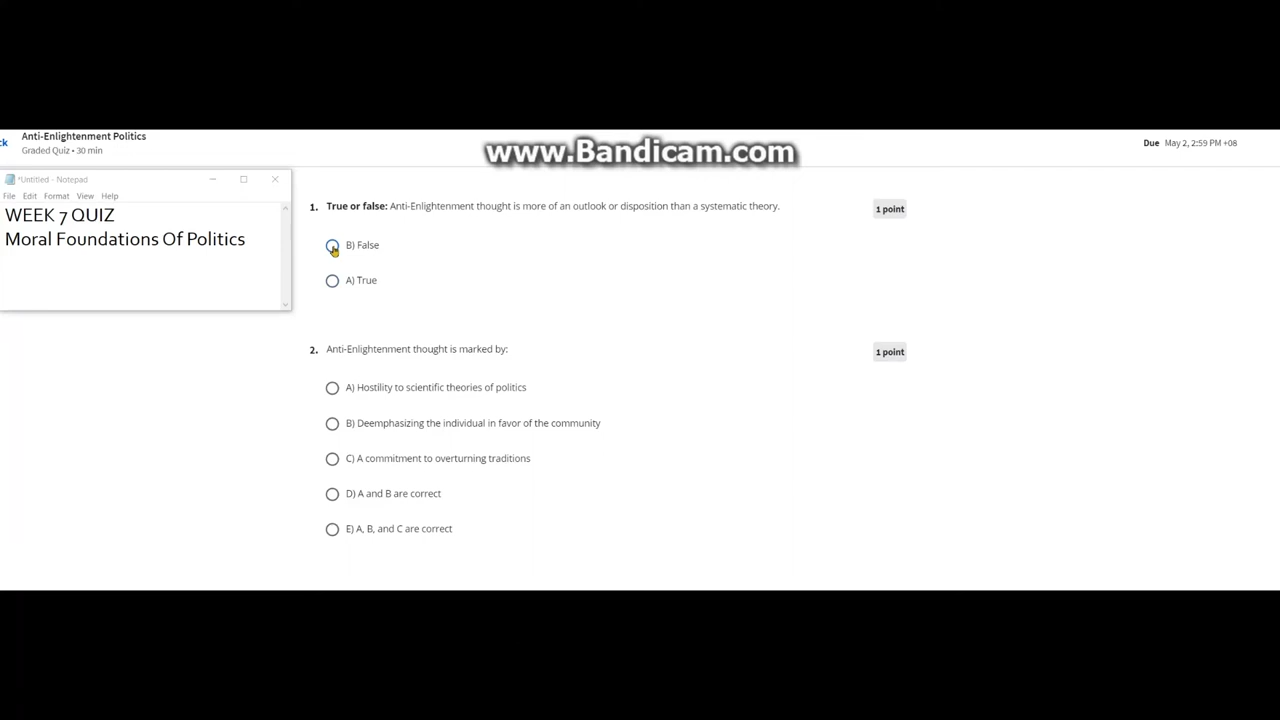 www.Bandicam.com
ck
Anti-Enlightenment Politics
Graded Quiz • 30 min
Due May 2, 2:59 PM +08
*Untitled - Notepad
File Edit Format View Help
WEEK 7 QUIZ
Moral Foundations Of Politics
1. True or false: Anti-Enlightenment thought is more of an outlook or disposition than a systematic theory.
1 point
B) False
A) True
2. Anti-Enlightenment thought is marked by:
1 point
A) Hostility to scientific theories of politics
B) Deemphasizing the individual in favor of the community
C) A commitment to overturning traditions
D) A and B are correct
E) A, B, and C are correct